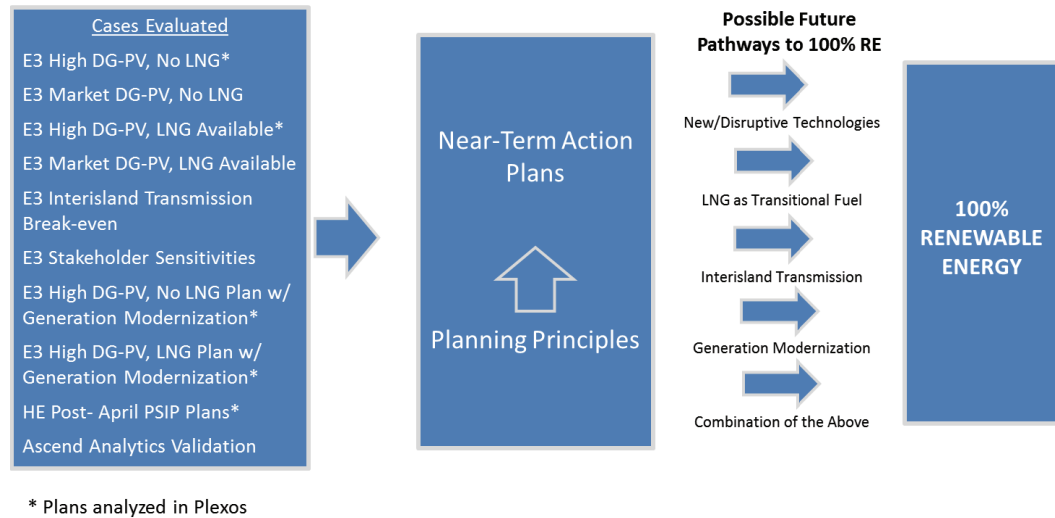 Cases Evaluated
E3 High DG-PV, No LNG*
E3 Market DG-PV, No LNG
E3 High DG-PV, LNG Available*
E3 Market DG-PV, LNG Available
E3 Interisland Transmission
Break-even
E3 Stakeholder Sensitivities
E3 High DG-PV, No LNG Plan w/
Generation Modernization*
E3 High DG-PV, LNG Plan w/
Generation Modernization*
HE Post- April PSIP Plans*
Ascend Analytics Validation
* Plans analyzed in Plexos
Near-Term Action
Plans
Planning Principles
Possible Future
Pathways to 100% RE
New/Disruptive Technologies
LNG as Transitional Fuel
Interisland Transmission
Generation Modernization
Combination of the Above
100%
RENEWABLE
ENERGY